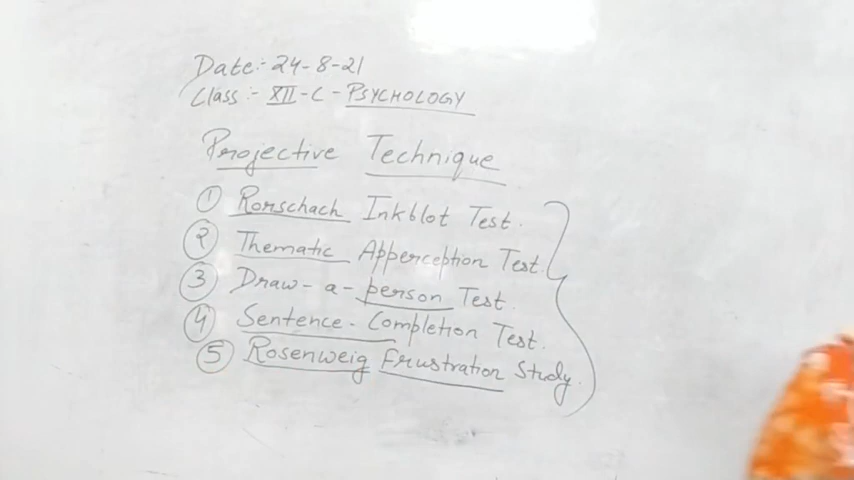 Date:- 24-8-21
Class:- XII-C-PSYCHOLOGY
Projective Technique
① Rorschach Inkblot Test.
② Thematic Apperception Test.
③ Draw-a-person Test.
④ Sentence-Completion Test.
⑤ Rosenweig Frustration Study.